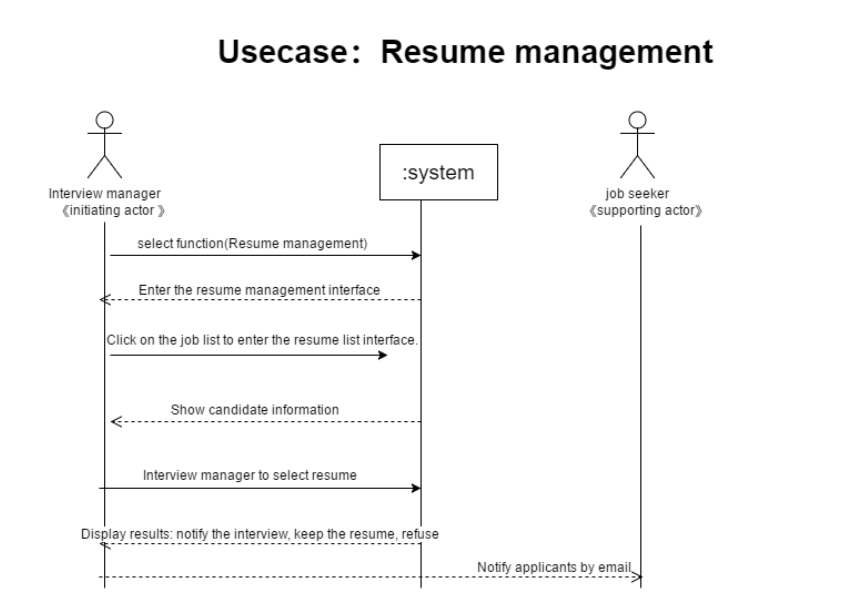 Usecase：Resume management
:system
Interview manager
《initiating actor 》
job seeker
《supporting actor》
select function(Resume management)
Enter the resume management interface
Click on the job list to enter the resume list interface.
Show candidate information
Interview manager to select resume
Display results: notify the interview, keep the resume, refuse
Notify applicants by email